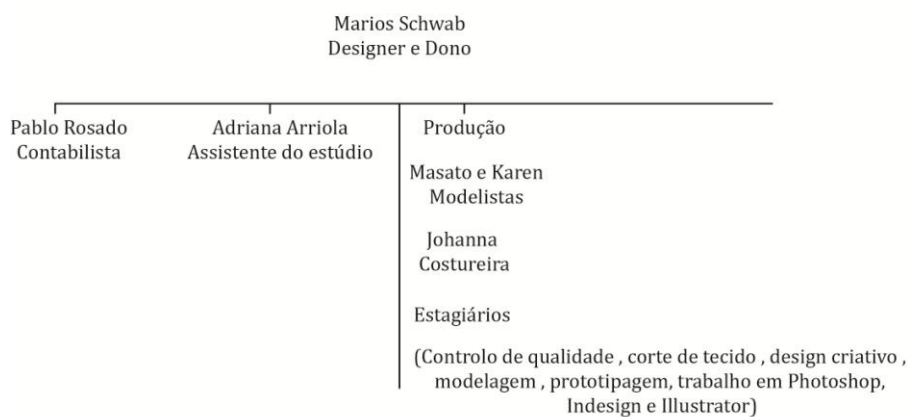 Marios Schwab
Designer e Dono
Pablo Rosado
Contabilista
Adriana Arriola
Assistente do estúdio
Produção
Masato e Karen
Modelistas
Johanna
Costureira
Estagiários
(Controlo de qualidade , corte de tecido , design criativo ,
modelagem , prototipagem, trabalho em Photoshop,
Indesign e Illustrator)